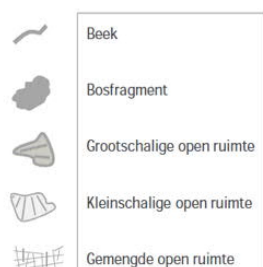 Beek
Bosfragment
Grootschalige open ruimte
Kleinschalige open ruimte
Gemengde open ruimte